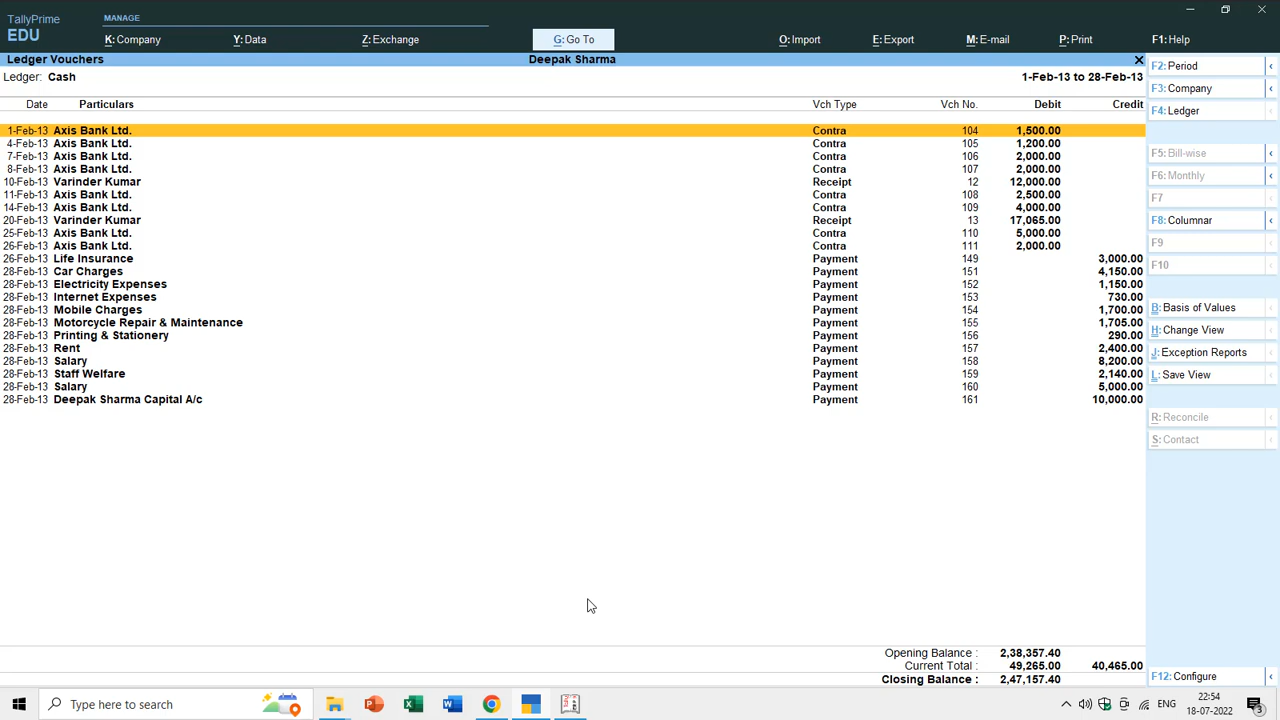 TallyPrime
EDU
MANAGE
K: Company
Y: Data
Z: Exchange
G: Go To
O: Import
E: Export
M: E-mail
P: Print
F1: Help
Ledger Vouchers
Deepak Sharma
Ledger: Cash
1-Feb-13 to 28-Feb-13
Date Particulars Vch Type Vch No. Debit Credit
1-Feb-13 Axis Bank Ltd. Contra 104 1,500.00
4-Feb-13 Axis Bank Ltd. Contra 105 1,200.00
7-Feb-13 Axis Bank Ltd. Contra 106 2,000.00
8-Feb-13 Axis Bank Ltd. Contra 107 2,000.00
10-Feb-13 Varinder Kumar Receipt 12 12,000.00
11-Feb-13 Axis Bank Ltd. Contra 108 2,500.00
14-Feb-13 Axis Bank Ltd. Contra 109 4,000.00
20-Feb-13 Varinder Kumar Receipt 13 17,065.00
25-Feb-13 Axis Bank Ltd. Contra 110 5,000.00
26-Feb-13 Axis Bank Ltd. Contra 111 2,000.00
26-Feb-13 Life Insurance Payment 149 3,000.00
28-Feb-13 Car Charges Payment 151 4,150.00
28-Feb-13 Electricity Expenses Payment 152 1,150.00
28-Feb-13 Internet Expenses Payment 153 730.00
28-Feb-13 Mobile Charges Payment 154 1,700.00
28-Feb-13 Motorcycle Repair & Maintenance Payment 155 1,705.00
28-Feb-13 Printing & Stationery Payment 156 290.00
28-Feb-13 Rent Payment 157 2,400.00
28-Feb-13 Salary Payment 158 8,200.00
28-Feb-13 Staff Welfare Payment 159 2,140.00
28-Feb-13 Salary Payment 160 5,000.00
28-Feb-13 Deepak Sharma Capital A/c Payment 161 10,000.00
Opening Balance : 2,38,357.40
Current Total : 49,265.00 40,465.00
Closing Balance : 2,47,157.40
F2: Period
F3: Company
F4: Ledger
F5: Bill-wise
F6: Monthly
F7
F8: Columnar
F9
F10
B: Basis of Values
H: Change View
J: Exception Reports
L: Save View
R: Reconcile
S: Contact
F12: Configure
Type here to search
ENG
22:54
18-07-2022
3